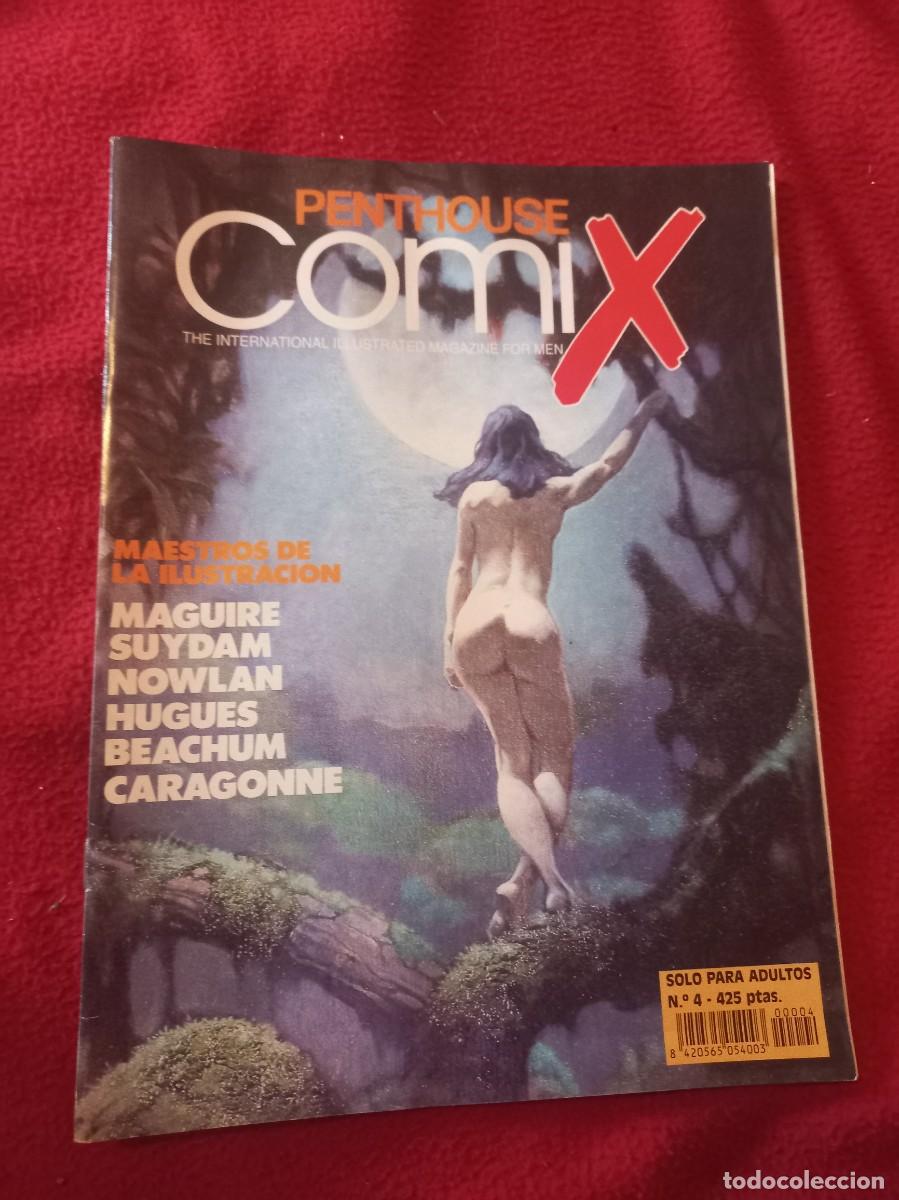 PENTHOUSE
comiX
THE INTERNATIONAL ILLUSTRATED MAGAZINE FOR MEN
MAESTROS DE
LA ILUSTRACION
MAGUIRE
SUYDAM
NOWLAN
HUGUES
BEACHUM
CARAGONNE
SOLO PARA ADULTOS
N.º 4 - 425 ptas.
00004
8 420565 054003
todocoleccion